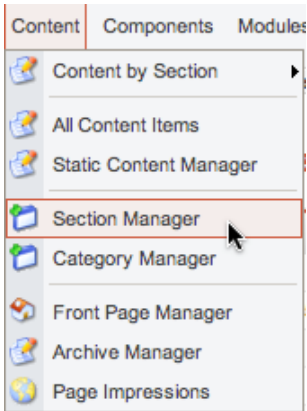 Content Components Modules
Content by Section
All Content Items
Static Content Manager
Section Manager
Category Manager
Front Page Manager
Archive Manager
Page Impressions